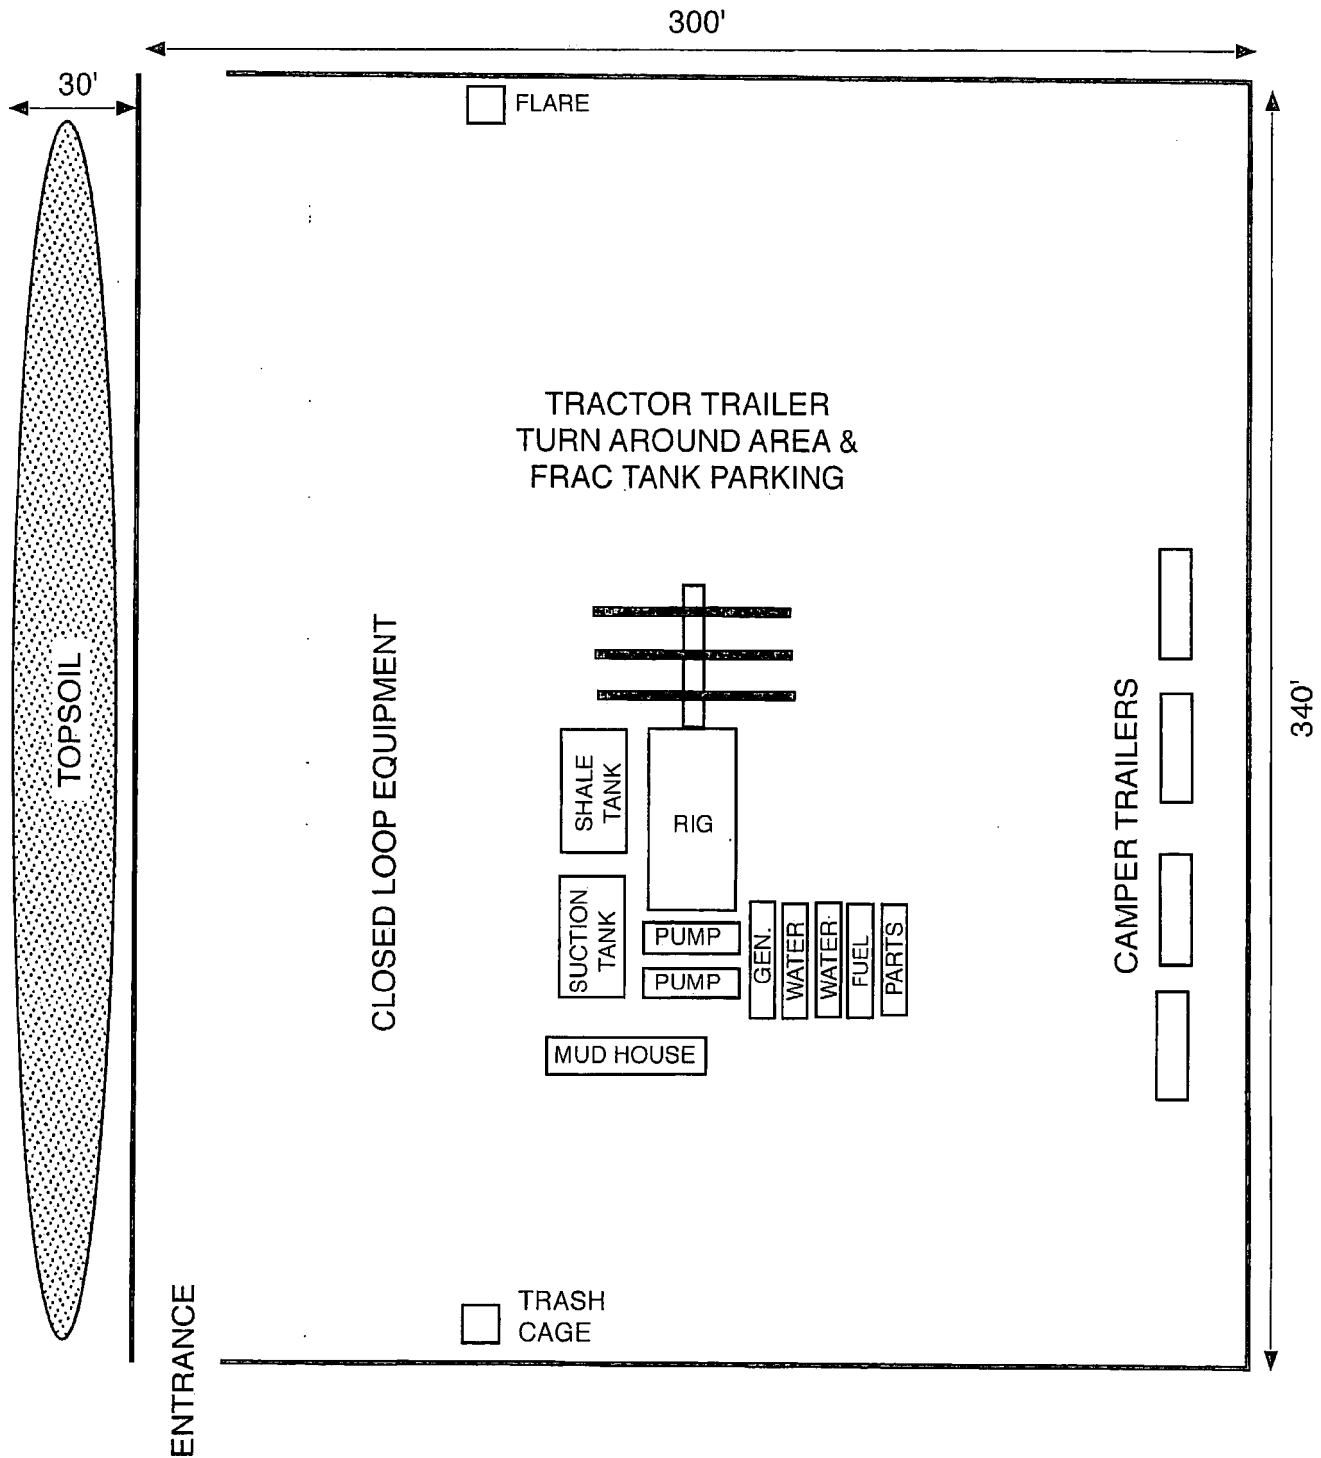 300'
30'
FLARE
TRACTOR TRAILER
TURN AROUND AREA &
FRAC TANK PARKING
TOPSOIL
CLOSED LOOP EQUIPMENT
SHALE
TANK
RIG
SUCTION
TANK
PUMP
PUMP
GEN.
WATER
WATER
FUEL
PARTS
MUD HOUSE
CAMPER TRAILERS
340'
TRASH
CAGE
ENTRANCE